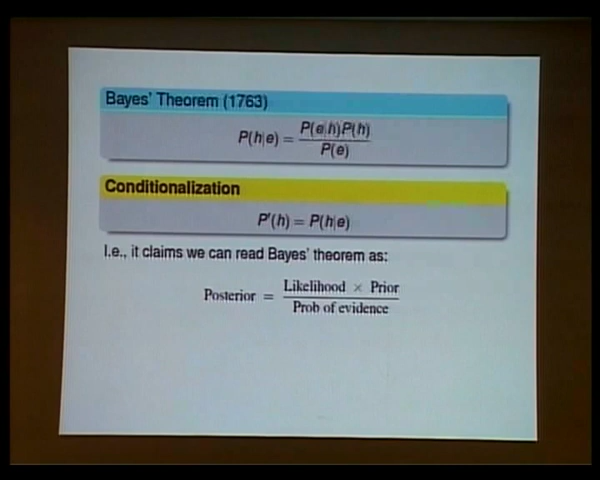 Bayes' Theorem (1763)
P(h|e) = P(e|h)P(h) / P(e)
Conditionalization
P'(h) = P(h|e)
I.e., it claims we can read Bayes' theorem as:
Posterior = Likelihood × Prior / Prob of evidence